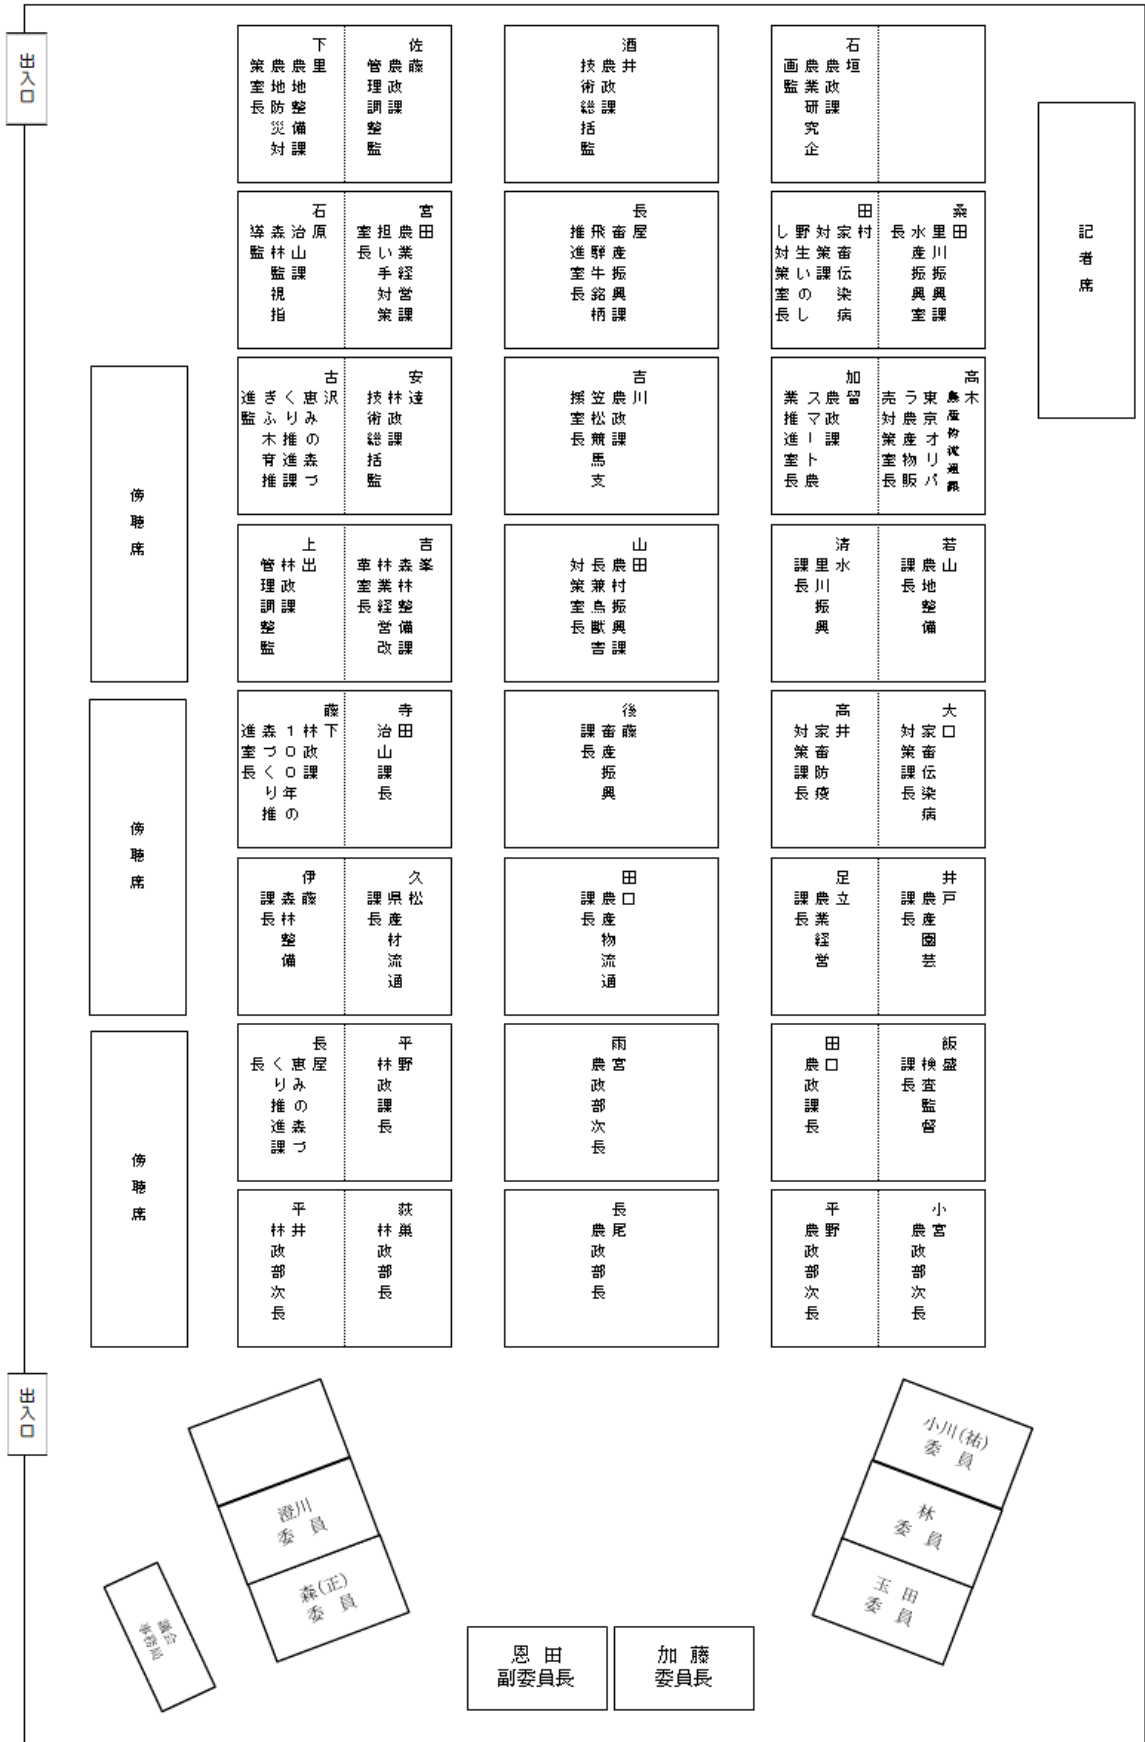 出入口
下里
農地整備課
農地防災対
策室長
佐藤
農政課
管理調整監
酒井
農政課
技術総括監
石垣
農政課
農業研究企
画監
記者席
石原
治山課
森林監視指
導監
宮田
農業経営課
担い手対策
室長
長屋
畜産振興課
飛騨牛銘柄
推進室長
田村
家畜伝染病
対策課
野生いのし
し対策室長
桑田
里川振興課
水産振興室
長
傍聴席
古沢
恵みの森づ
くり推進課
ぎふ木育推
進監
安達
林政課
技術総括監
吉川
農政課
笠松競馬支
援室長
加留
農政課
スマート農
業推進室長
高木
農産物流通課
東京オリパ
ラ農産物販
売対策室長
上出
林政課
管理調整監
吉峯
森林整備課
林業経営改
革室長
山田
農村振興課
長兼鳥獣害
対策室長
清水
里川振興
課長
若山
農地整備
課長
傍聴席
藤下
林政課
100年の
森づくり推
進室長
寺田
治山課長
後藤
畜産振興
課長
高井
家畜防疫
対策課長
大口
家畜伝染病
対策課長
伊藤
森林整備
課長
久松
県産材流通
課長
田口
農産物流通
課長
足立
農業経営
課長
井戸
農産園芸
課長
傍聴席
長屋
恵みの森づ
くり推進課
長
平野
林政課長
雨宮
農政部次長
田口
農政課長
飯盛
検査監督
課長
平井
林政部次長
荻巣
林政部長
長尾
農政部長
平野
農政部次長
小宮
農政部次長
出入口
澄川
委員
森(正)
委員
小川(祐)
委員
林
委員
玉田
委員
議会
事務局
恩田
副委員長
加藤
委員長